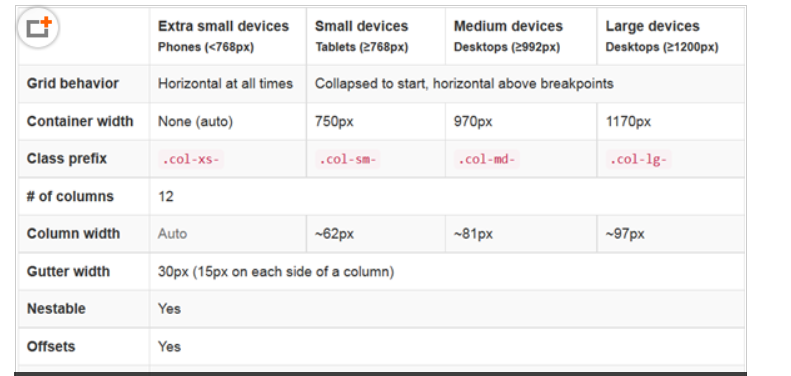 Extra small devices Small devices Medium devices Large devices
Phones (<768px) Tablets (≥768px) Desktops (≥992px) Desktops (≥1200px)
Grid behavior Horizontal at all times Collapsed to start, horizontal above breakpoints
Container width None (auto) 750px 970px 1170px
Class prefix .col-xs- .col-sm- .col-md- .col-lg-
# of columns 12
Column width Auto ~62px ~81px ~97px
Gutter width 30px (15px on each side of a column)
Nestable Yes
Offsets Yes